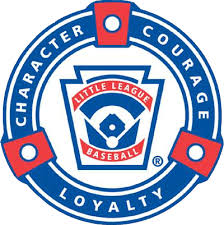 CHARACTER
COURAGE
LITTLE LEAGUE
BASEBALL
®
LOYALTY